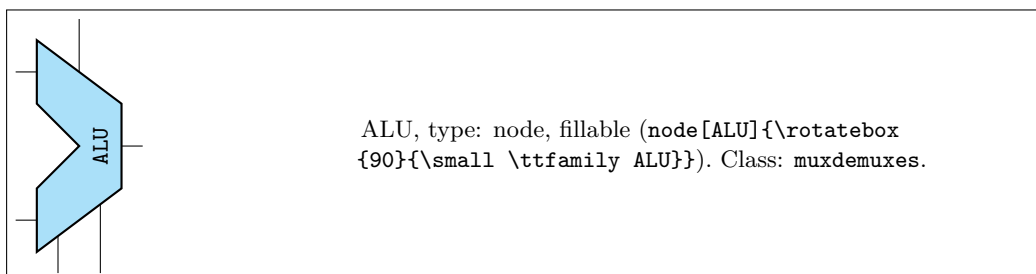 ALU
ALU, type: node, fillable (node[ALU]{\rotatebox
{90}{\small \ttfamily ALU}}). Class: muxdemuxes.